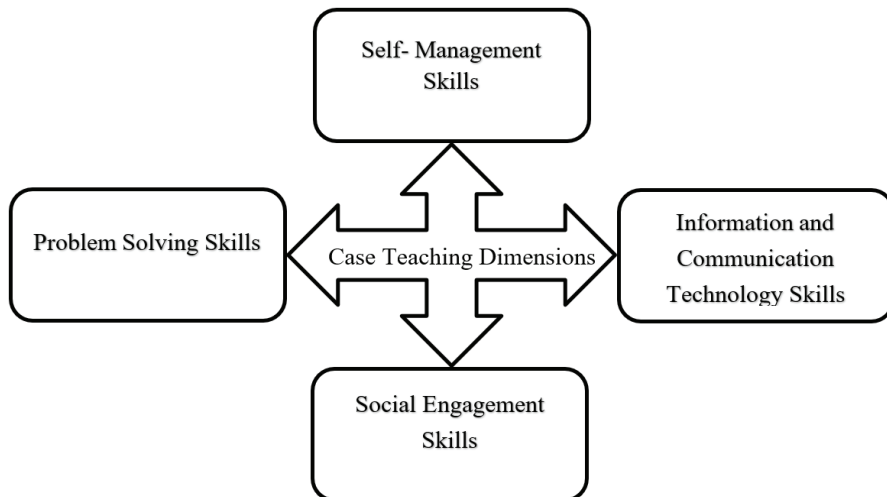 Self- Management
Skills
Problem Solving Skills
Case Teaching Dimensions
Information and
Communication
Technology Skills
Social Engagement
Skills